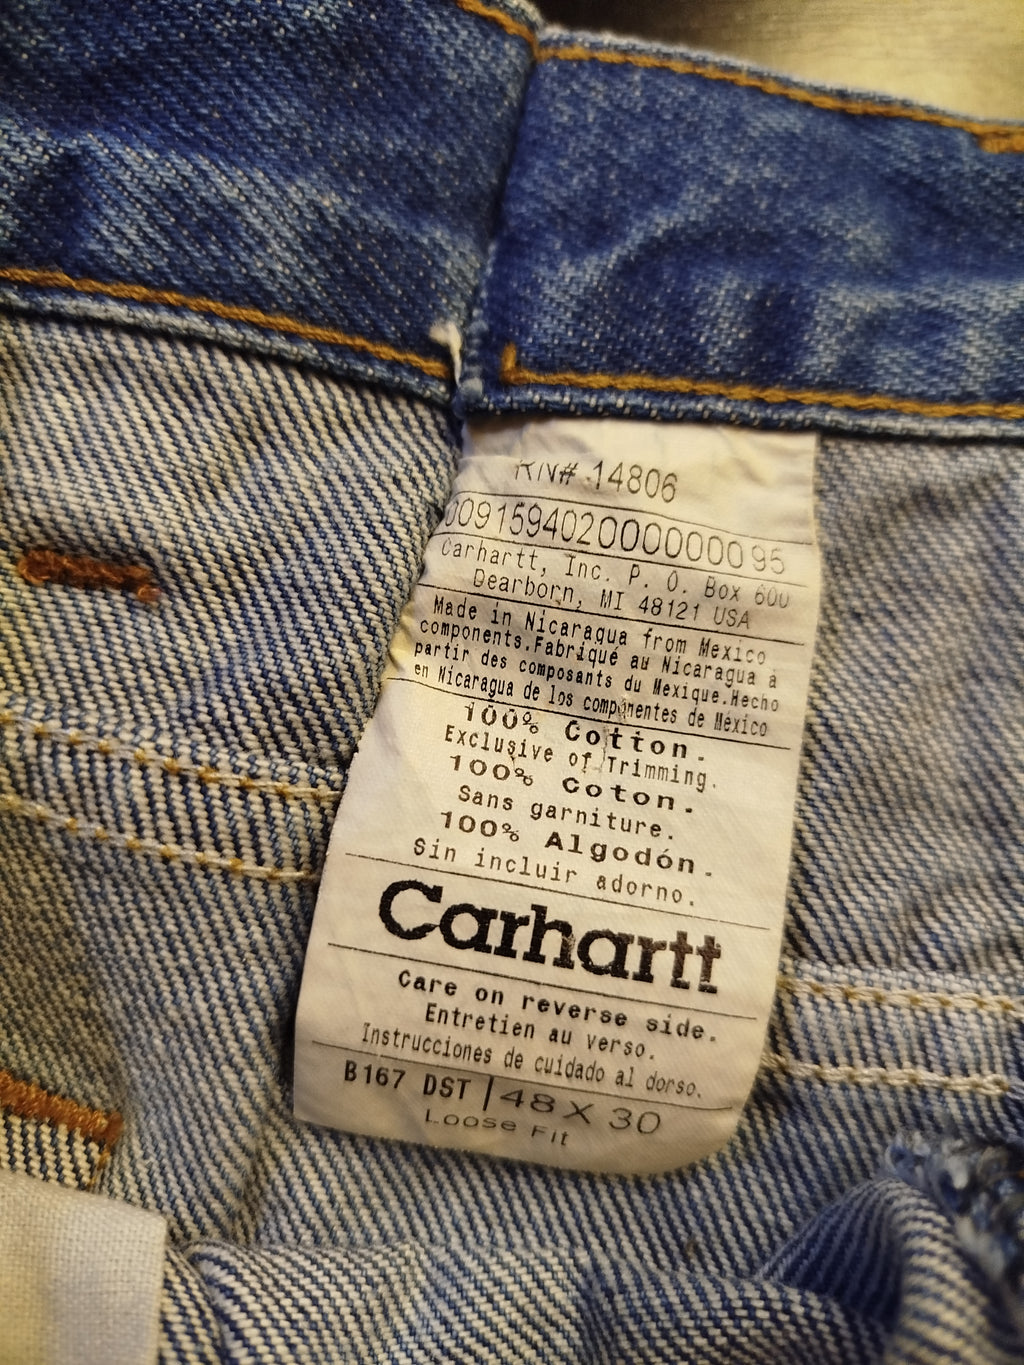 RN# 14806
00915940200000000095
Carhartt, Inc. P. O. Box 600
Dearborn, MI 48121 USA
Made in Nicaragua from Mexico
components.Fabriqué au Nicaragua à
partir des composants du Mexique.Hecho
en Nicaragua de los componentes de México
100% Cotton.
Exclusive of Trimming.
100% Coton.
Sans garniture.
100% Algodón.
Sin incluir adorno.
Carhartt
Care on reverse side.
Entretien au verso.
Instrucciones de cuidado al dorso.
B167 DST | 48 X 30
Loose Fit